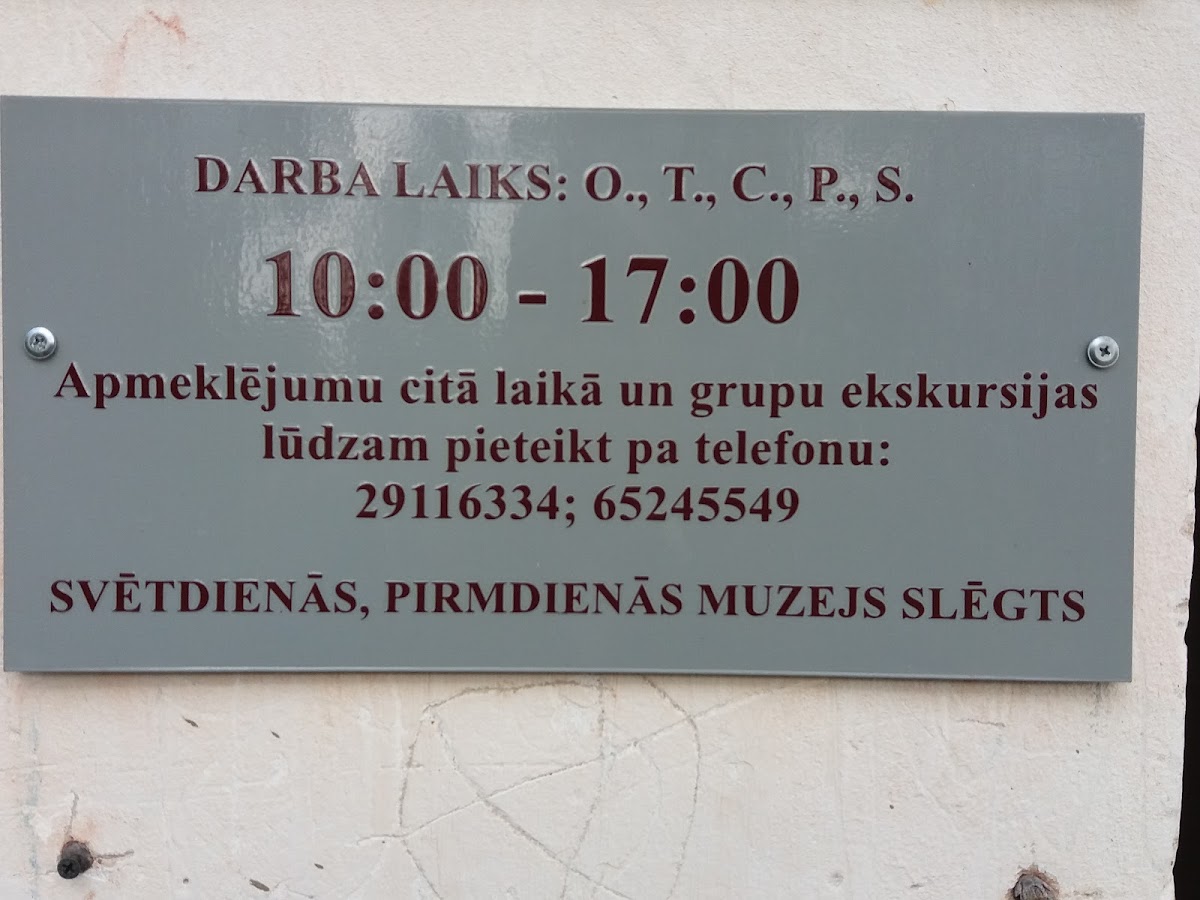 DARBA LAIKS: O., T., C., P., S.
10:00 - 17:00
Apmeklējumu citā laikā un grupu ekskursijas
lūdzam pieteikt pa telefonu:
29116334; 65245549
SVĒTDIENĀS, PIRMDIENĀS MUZEJS SLĒGTS